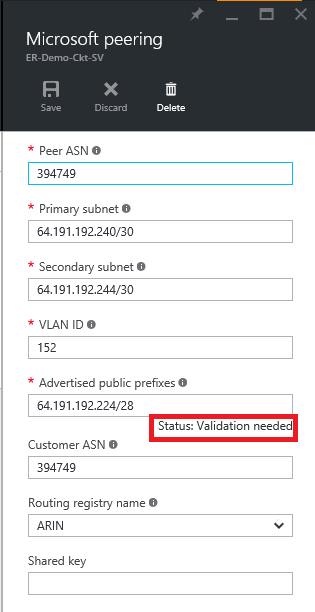 Microsoft peering
ER-Demo-Ckt-SV
Save Discard Delete
* Peer ASN
394749
* Primary subnet
64.191.192.240/30
* Secondary subnet
64.191.192.244/30
* VLAN ID
152
* Advertised public prefixes
64.191.192.224/28
Status: Validation needed
Customer ASN
394749
Routing registry name
ARIN
Shared key